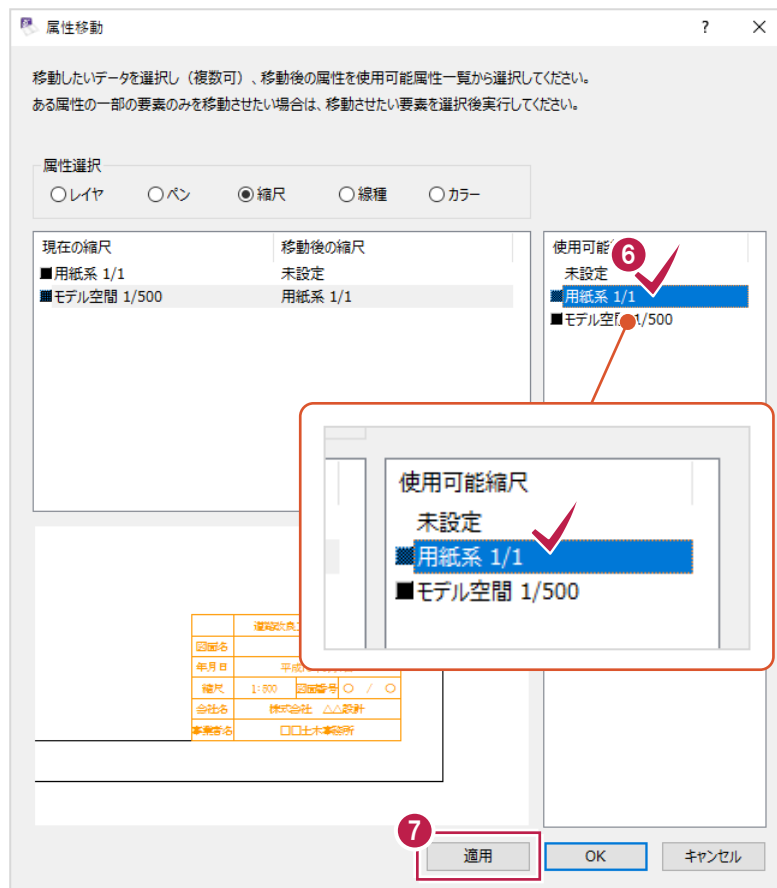 属性移動
?
×
移動したいデータを選択し（複数可）、移動後の属性を使用可能属性一覧から選択してください。
ある属性の一部の要素のみを移動させたい場合は、移動させたい要素を選択後実行してください。
属性選択
レイヤ ペン 縮尺 線種 カラー
現在の縮尺 移動後の縮尺
用紙系 1/1 未設定
モデル空間 1/500 用紙系 1/1
使用可能
6
未設定
用紙系 1/1
モデル空間 1/500
使用可能縮尺
未設定
用紙系 1/1
モデル空間 1/500
道路改良
図面名
年月日 平成
縮尺 1:500 図面番号 〇 / 〇
会社名 株式会社 △△設計
事業者名 □□土木事務所
7
適用 OK キャンセル